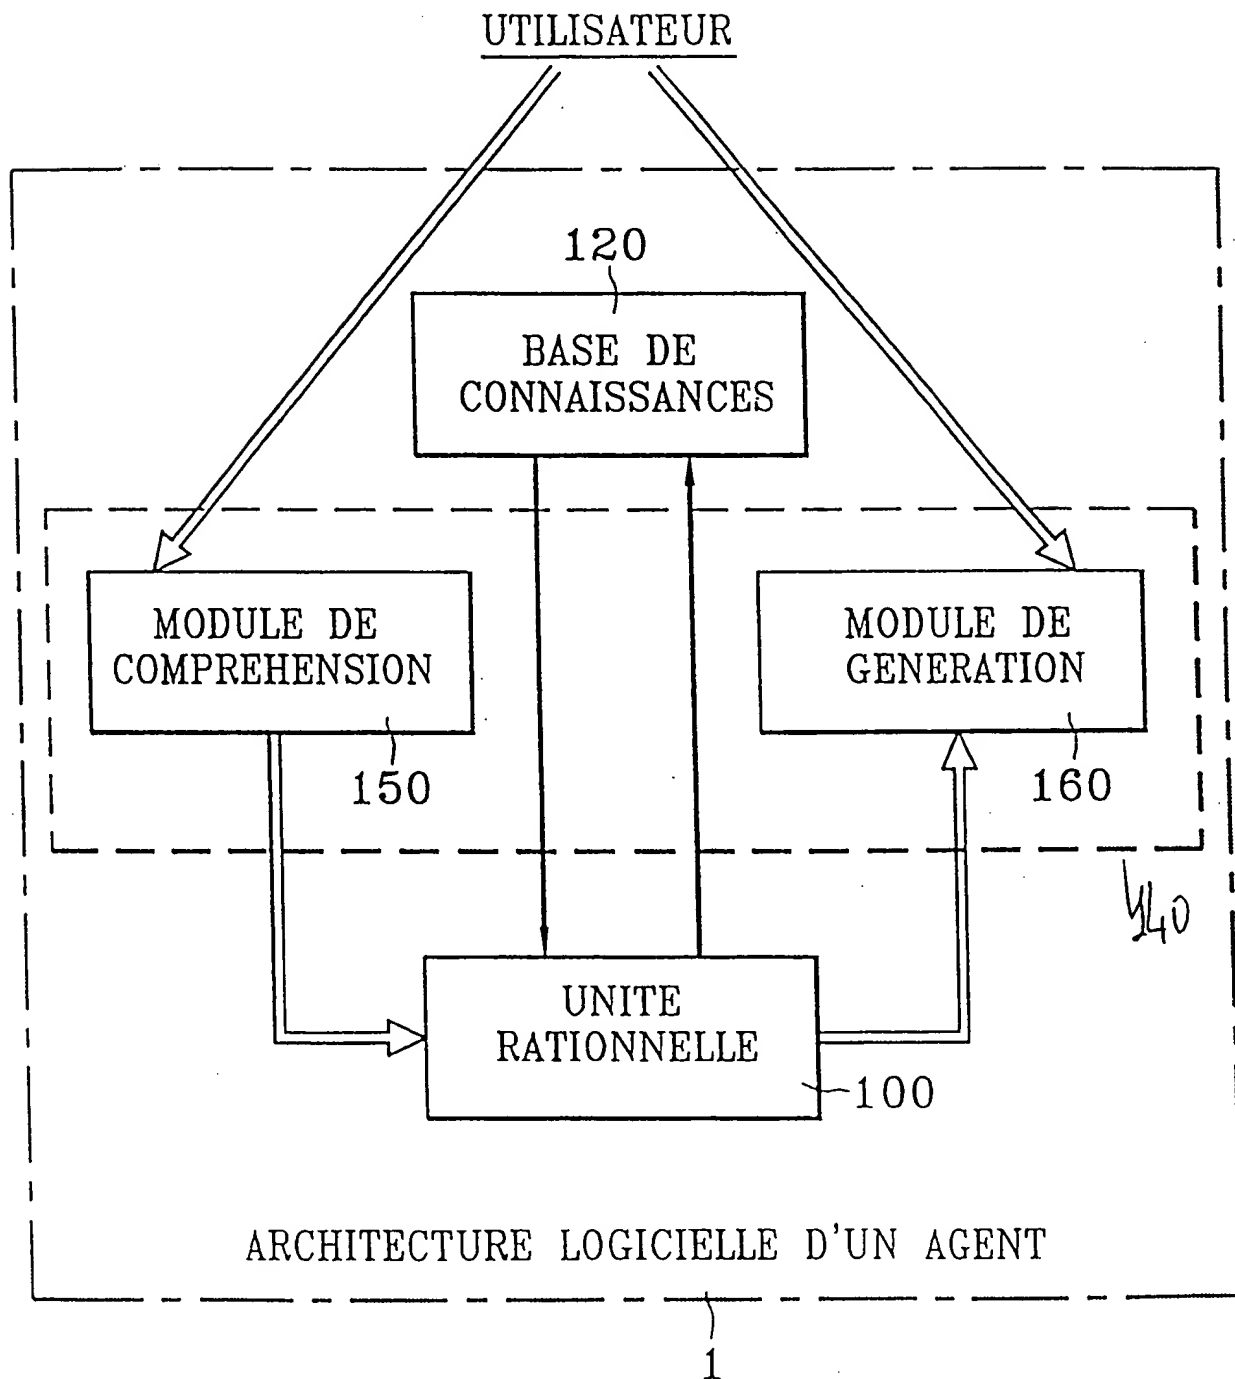 UTILISATEUR
120
BASE DE
CONNAISSANCES
MODULE DE
COMPREHENSION
150
MODULE DE
GENERATION
160
140
UNITE
RATIONNELLE
100
ARCHITECTURE LOGICIELLE D'UN AGENT
1